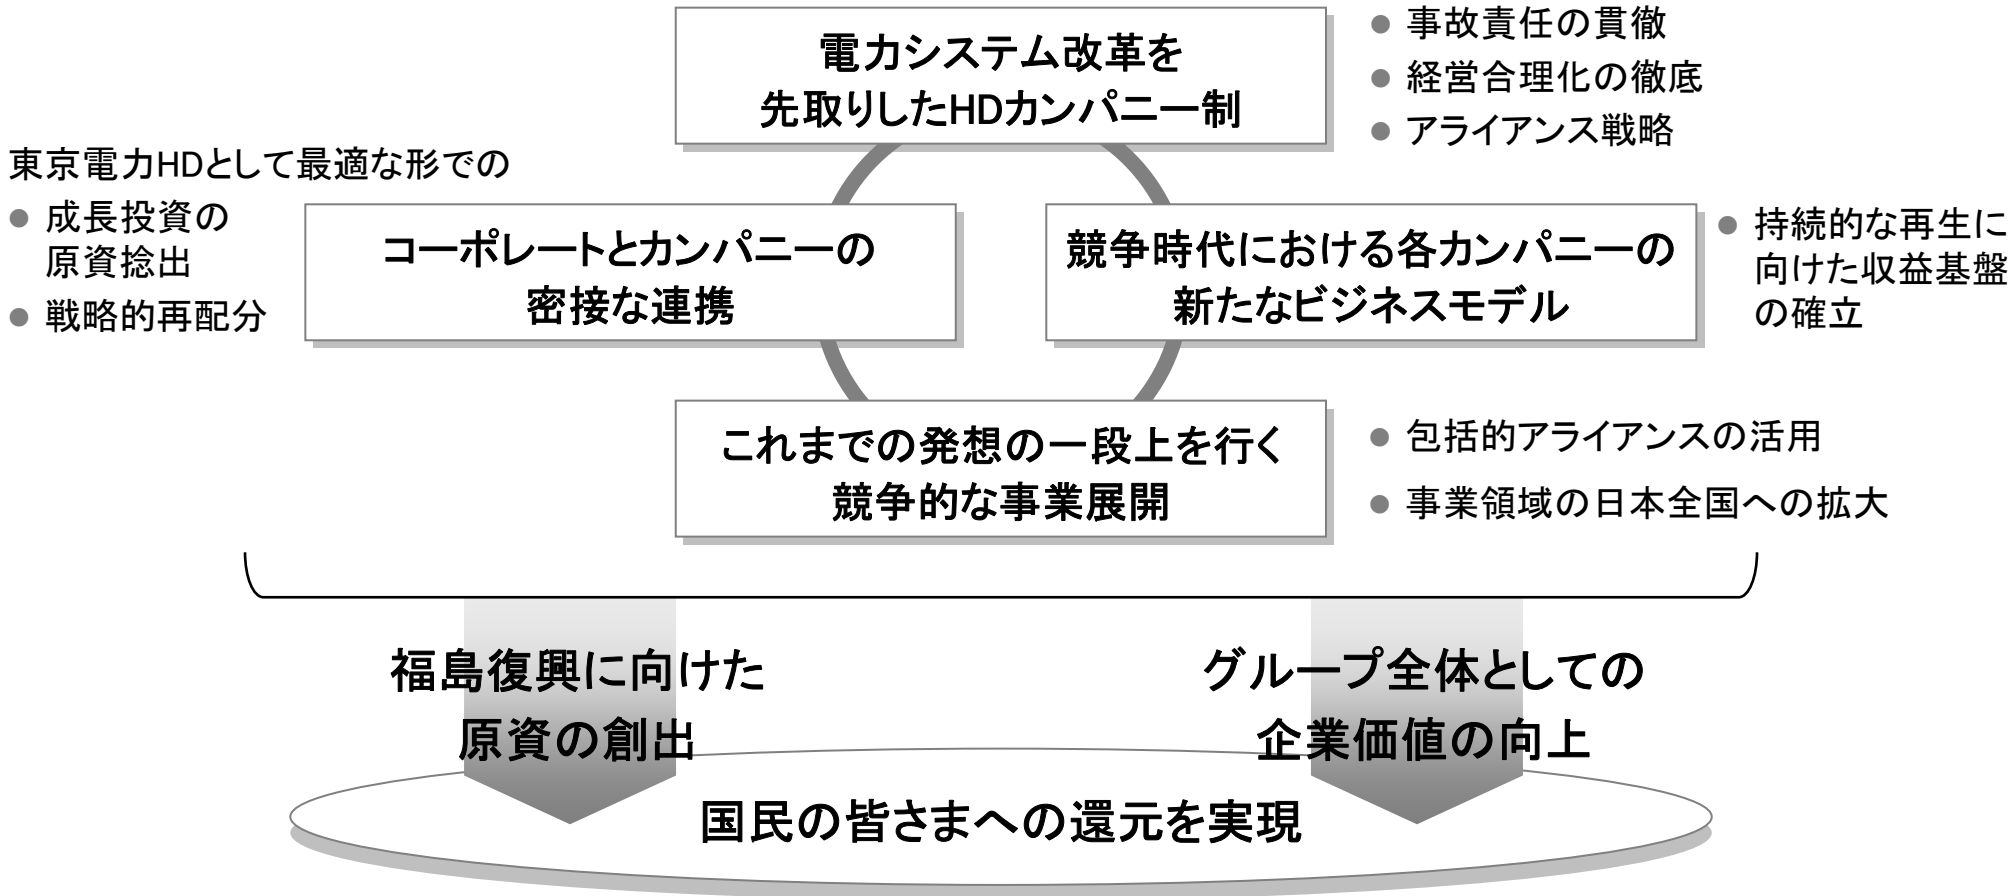 電力システム改革を
先取りしたHDカンパニー制
● 事故責任の貫徹
● 経営合理化の徹底
● アライアンス戦略
東京電力HDとして最適な形での
● 成長投資の
原資捻出
● 戦略的再配分
コーポレートとカンパニーの
密接な連携
競争時代における各カンパニーの
新たなビジネスモデル
● 持続的な再生に
向けた収益基盤
の確立
これまでの発想の一段上を行く
競争的な事業展開
● 包括的アライアンスの活用
● 事業領域の日本全国への拡大
福島復興に向けた
原資の創出
グループ全体としての
企業価値の向上
国民の皆さまへの還元を実現